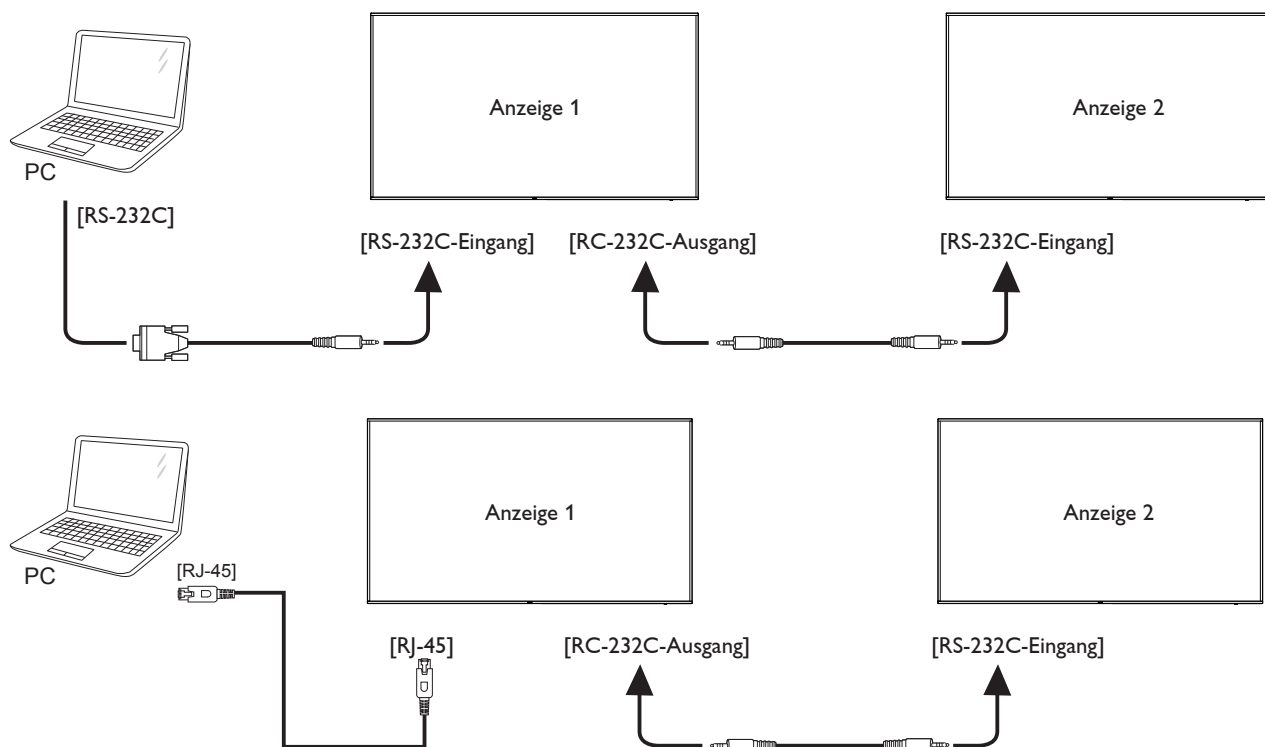 Anzeige 1
Anzeige 2
PC
[RS-232C]
[RS-232C-Eingang]
[RC-232C-Ausgang]
[RS-232C-Eingang]
Anzeige 1
Anzeige 2
PC
[RJ-45]
[RJ-45]
[RC-232C-Ausgang]
[RS-232C-Eingang]